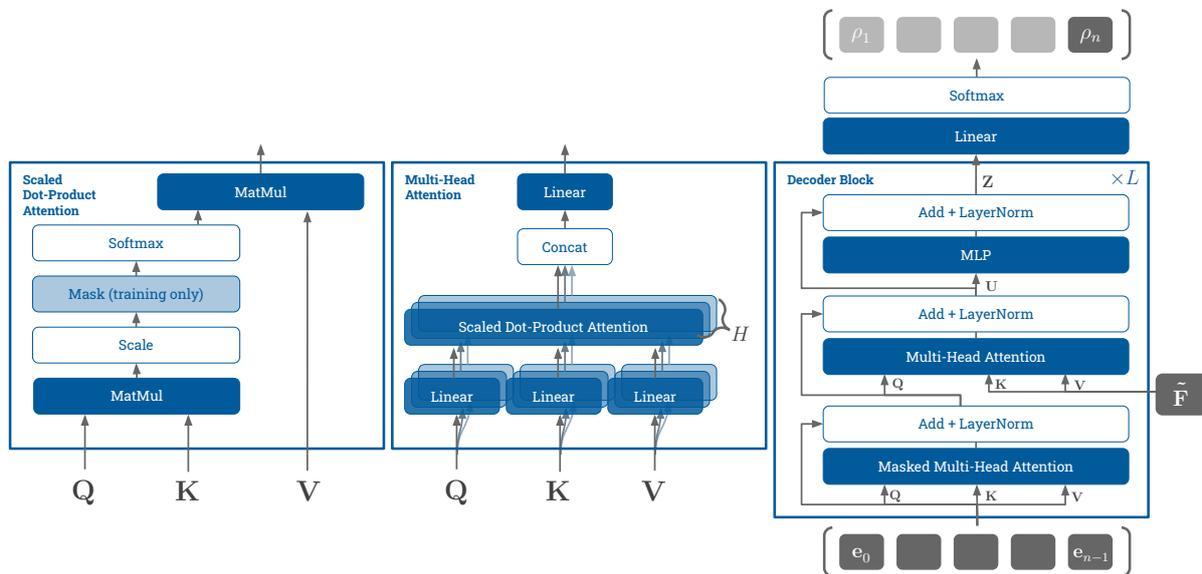 Scaled
Dot-Product
Attention
MatMul
Softmax
Mask (training only)
Scale
MatMul
Q
K
V
Multi-Head
Attention
Linear
Concat
Scaled Dot-Product Attention
H
Linear
Linear
Linear
Q
K
V
ρ₁
ρₙ
Softmax
Linear
Decoder Block
Z
×L
Add + LayerNorm
MLP
U
Add + LayerNorm
Multi-Head Attention
Q
K
V
F̃
Add + LayerNorm
Masked Multi-Head Attention
Q
K
V
e₀
eₙ₋₁